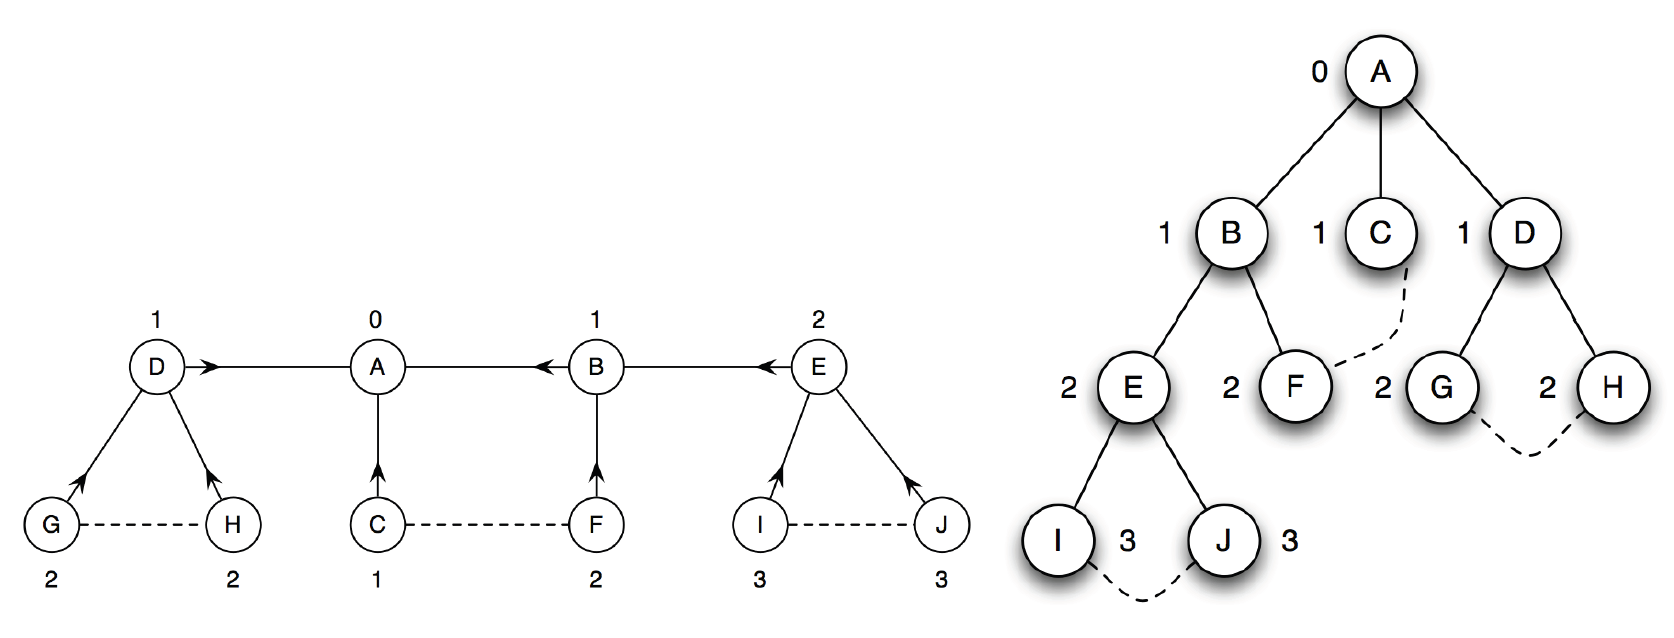 1 0 1 2
D A B E
G H C F I J
2 2 1 2 3 3
0 A
1 B 1 C 1 D
2 E 2 F 2 G 2 H
I 3 J 3